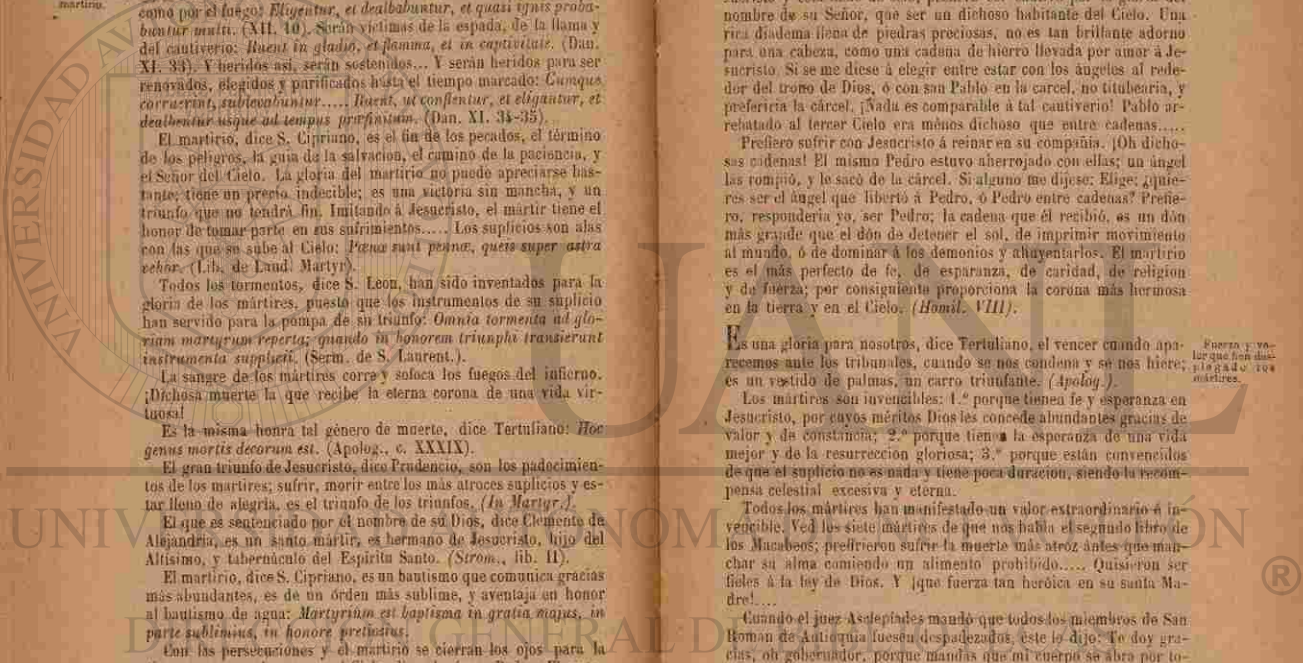 martirio.
como por el fuego: Eligentur, et dealbabuntur, et quasi ignis proba-
buntur multi. (XII. 10). Serán víctimas de la espada, de la llama y
del cautiverio: Ruent in gladio, et flamma, et in captivitate. (Dan.
XI. 33). Y heridos así, serán sostenidos... Y serán heridos para ser
renovados, elegidos y purificados hasta el tiempo marcado: Cumque
corruerint, sublevabuntur..... Ruent, ut conflentur, et eligantur, et
dealbentur usque ad tempus præfinitum. (Dan. XI. 34-35).
El martirio, dice S. Cipriano, es el fin de los pecados, el término
de los peligros, la guia de la salvacion, el camino de la paciencia, y
el Señor del Cielo. La gloria del martirio no puede apreciarse bas-
tante; tiene un precio indecible; es una victoria sin mancha, y un
triunfo que no tendrá fin. Imitando á Jesucristo, el mártir tiene el
honor de tomar parte en sus sufrimientos..... Los suplicios son alas
con las que se sube al Cielo: Pœnæ sunt pennæ, queis super astra
vehor. (Lib. de Laud. Martyr).
Todos los tormentos, dice S. Leon, han sido inventados para la
gloria de los mártires, puesto que los instrumentos de su suplicio
han servido para la pompa de su triunfo: Omnia tormenta ad glo-
riam martyrum reperta; quando in honorem triumphi transierunt
instrumenta supplicii. (Serm. de S. Laurent.).
La sangre de los mártires corre y sofoca los fuegos del infierno.
¡Dichosa muerte la que recibe la eterna corona de una vida vir-
tuosa!
Es la misma honra tal género de muerte, dice Tertuliano: Hoc
genus mortis decorum est. (Apolog., c. XXXIX).
El gran triunfo de Jesucristo, dice Prudencio, son los padecimien-
tos de los martires; sufrir, morir entre los más atroces suplicios y es-
tar lleno de alegria, es el triunfo de los triunfos. (In Martyr.).
El que es sentenciado por el nombre de su Dios, dice Clemente de
Alejandría, es un santo mártir, es hermano de Jesucristo, hijo del
Altísimo, y tabernáculo del Espíritu Santo. (Strom., lib. II).
El martirio, dice S. Cipriano, es un bautismo que comunica gracias
más abundantes, es de un órden más sublime, y aventaja en honor
al bautismo de agua: Martyrium est baptisma in gratia majus, in
parte sublimius, in honore pretiosius.
Con las persecuciones y el martirio se cierran los ojos para la
nombre de su Señor, que ser un dichoso habitante del Cielo. Una
rica diadema llena de piedras preciosas, no es tan brillante adorno
para una cabeza, como una cadena de hierro llevada por amor á Je-
sucristo. Si se me diese á elegir entre estar con los ángeles al rede-
dor del trono de Dios, ó con san Pablo en la carcel, no titubearia, y
preferiria la cárcel. ¡Nada es comparable á tal cautiverio! Pablo ar-
rebatado al tercer Cielo era ménos dichoso que entre cadenas.....
Prefiero sufrir con Jesucristo á reinar en su compañia. ¡Oh dicho-
sas cadenas! El mismo Pedro estuvo aherrojado con ellas; un ángel
las rompió, y le sacó de la cárcel. Si alguno me dijese: Elige; ¿quie-
res ser el ángel que libertó á Pedro, ó Pedro entre cadenas? Prefie-
ro, responderia yo, ser Pedro; la cadena que él recibió, es un dón
más grande que el dón de detener el sol, de imprimir movimiento
al mundo, ó de dominar á los demonios y ahuyentarlos. El martirio
es el más perfecto de fe, de esperanza, de caridad, de religion
y de fuerza; por consiguiente proporciona la corona más hermosa
en la tierra y en el Cielo. (Homil. VIII).
Es una gloria para nosotros, dice Tertuliano, el vencer cuando apa-
recemos ante los tribunales, cuando se nos condena y se nos hiere;
es un vestido de palmas, un carro triunfante. (Apolog.).
Fuerza y va-
lor que han des-
plegado los
mártires.
Los mártires son invencibles: 1.º porque tienen fe y esperanza en
Jesucristo, por cuyos méritos Dios les concede abundantes gracias de
valor y de constancia; 2.º porque tienen la esperanza de una vida
mejor y de la resurreccion gloriosa; 3.º porque están convencidos
de que el suplicio no es nada y tiene poca duracion, siendo la recom-
pensa celestial excesiva y eterna.
Todos los mártires han manifestado un valor extraordinario é in-
vencible. Ved los siete mártires de que nos habla el segundo libro de
los Macabeos; prefirieron sufrir la muerte más atroz ántes que man-
char su alma comiendo un alimento prohibido..... Quisieron ser
fieles á la ley de Dios. Y ¡que fuerza tan heróica en su santa Ma-
dre!....
Cuando el juez Asclepiades mandó que todos los miembros de San
Roman de Antioquia fuesen despedazados, éste le dijo: Te doy gra-
cias, oh gobernador, porque mandas que mi cuerpo se abra por to-
UANL
®